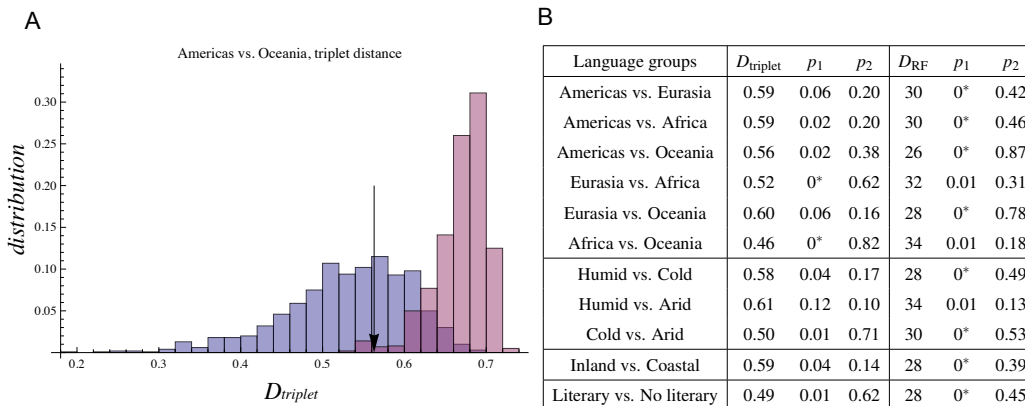 A
Americas vs. Oceania, triplet distance
distribution
0.30
0.25
0.20
0.15
0.10
0.05
0.2 0.3 0.4 0.5 0.6 0.7
D_triplet
B
Language groups D_triplet p_1 p_2 D_RF p_1 p_2
Americas vs. Eurasia 0.59 0.06 0.20 30 0* 0.42
Americas vs. Africa 0.59 0.02 0.20 30 0* 0.46
Americas vs. Oceania 0.56 0.02 0.38 26 0* 0.87
Eurasia vs. Africa 0.52 0* 0.62 32 0.01 0.31
Eurasia vs. Oceania 0.60 0.06 0.16 28 0* 0.78
Africa vs. Oceania 0.46 0* 0.82 34 0.01 0.18
Humid vs. Cold 0.58 0.04 0.17 28 0* 0.49
Humid vs. Arid 0.61 0.12 0.10 34 0.01 0.13
Cold vs. Arid 0.50 0.01 0.71 30 0* 0.53
Inland vs. Coastal 0.59 0.04 0.14 28 0* 0.39
Literary vs. No literary 0.49 0.01 0.62 28 0* 0.45